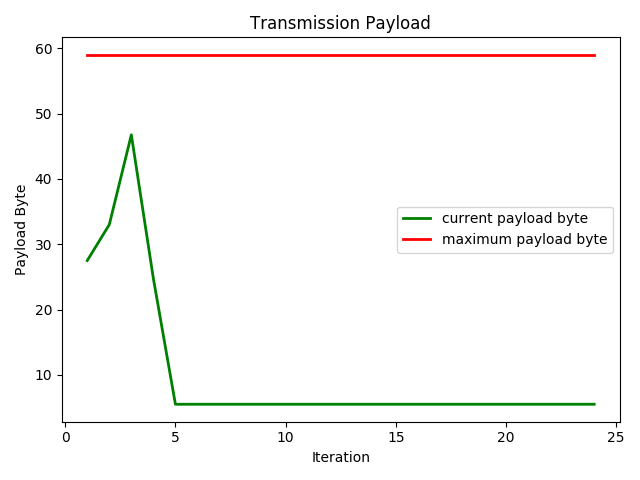 Transmission Payload
60
50
40
30
20
10
Payload Byte
current payload byte
maximum payload byte
0
5
10
15
20
25
Iteration